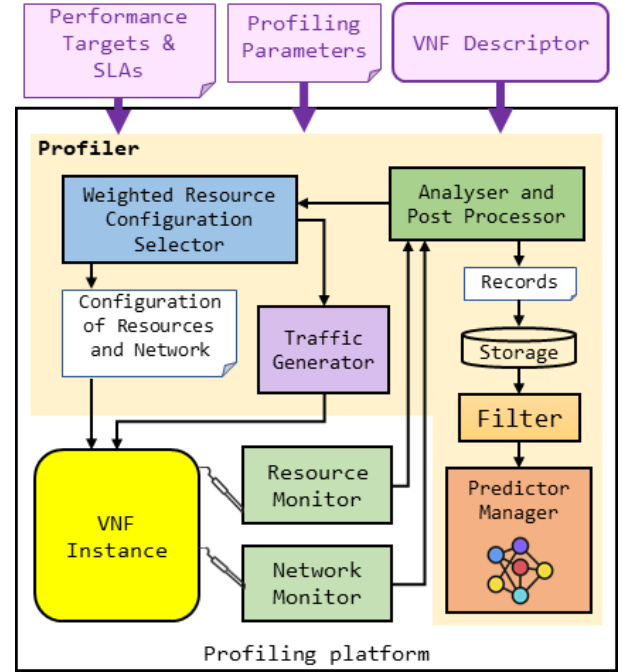 Performance
Targets &
SLAs
Profiling
Parameters
VNF Descriptor
Profiler
Weighted Resource
Configuration
Selector
Analyser and
Post Processor
Configuration
of Resources
and Network
Traffic
Generator
Records
Storage
Filter
VNF
Instance
Resource
Monitor
Network
Monitor
Predictor
Manager
Profiling platform